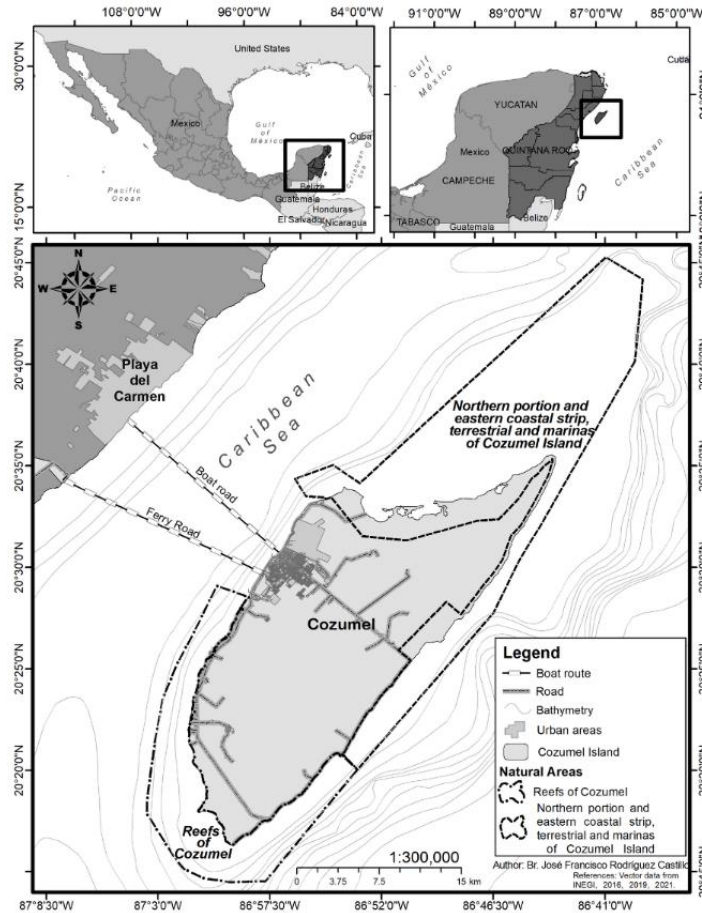 108°0'0"W 96°0'0"W 84°0'0"W
30°0'0"N
15°0'0"N
United States
Mexico
Gulf
of
México
Cuba
Caribbean
Sea
Pacific
Ocean
Belize
Guatemala
Honduras
El Salvador
Nicaragua
91°0'0"W 89°0'0"W 87°0'0"W 85°0'0"W
Gulf
of
México
Cuba
YUCATAN
Mexico
QUINTANA ROO
CAMPECHE
Caribbean
Sea
TABASCO
Belize
Guatemala
20°45'0"N
20°40'0"N
20°35'0"N
20°30'0"N
20°25'0"N
20°20'0"N
N
W E
S
Playa
del
Carmen
Caribbean
Sea
Boat road
Ferry Road
Northern portion and
eastern coastal strip,
terrestrial and marinas
of Cozumel Island
Cozumel
Reefs
of
Cozumel
Legend
Boat route
Road
Bathymetry
Urban areas
Cozumel Island
Natural Areas
Reefs of Cozumel
Northern portion and
eastern coastal strip,
terrestrial and marinas
of Cozumel Island
1:300,000
0 3.75 7.5 15 km
Author: Br. José Francisco Rodríguez Castillo
References: Vector data from
INEGI, 2016, 2019, 2021.
87°8'30"W 87°3'0"W 86°57'30"W 86°52'0"W 86°46'30"W 86°41'0"W